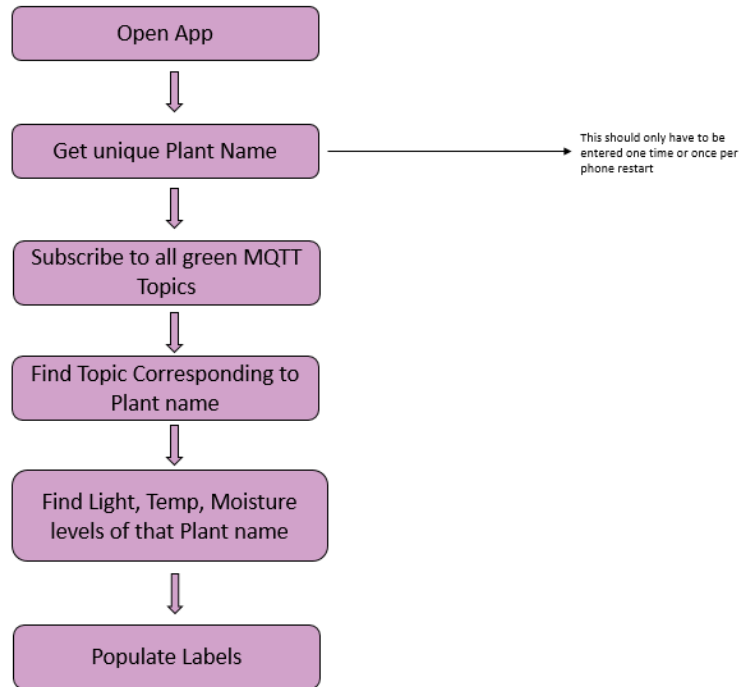 Open App
Get unique Plant Name
This should only have to be
entered one time or once per
phone restart
Subscribe to all green MQTT
Topics
Find Topic Corresponding to
Plant name
Find Light, Temp, Moisture
levels of that Plant name
Populate Labels